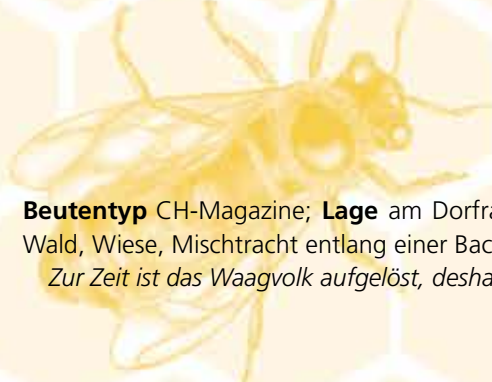 Beutentyp CH-Magazine; Lage am
Wald, Wiese, Mischtracht entlang einer
Zur Zeit ist das Waagvolk aufgelöst,